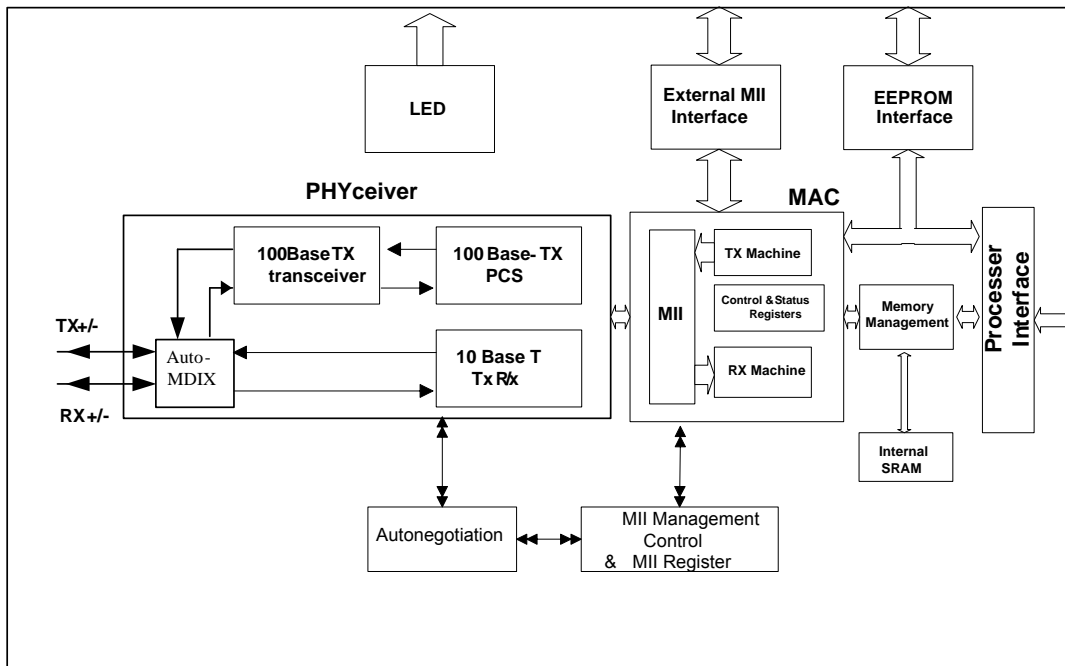 LED
External MII
Interface
EEPROM
Interface
PHYceiver
MAC
100Base TX
transceiver
100 Base- TX
PCS
MII
TX Machine
Control & Status
Registers
RX Machine
Memory
Management
Processer
Interface
TX+/-
RX +/-
Auto-
MDIX
10 Base T
Tx R/x
Internal
SRAM
Autonegotiation
MII Management
Control
& MII Register